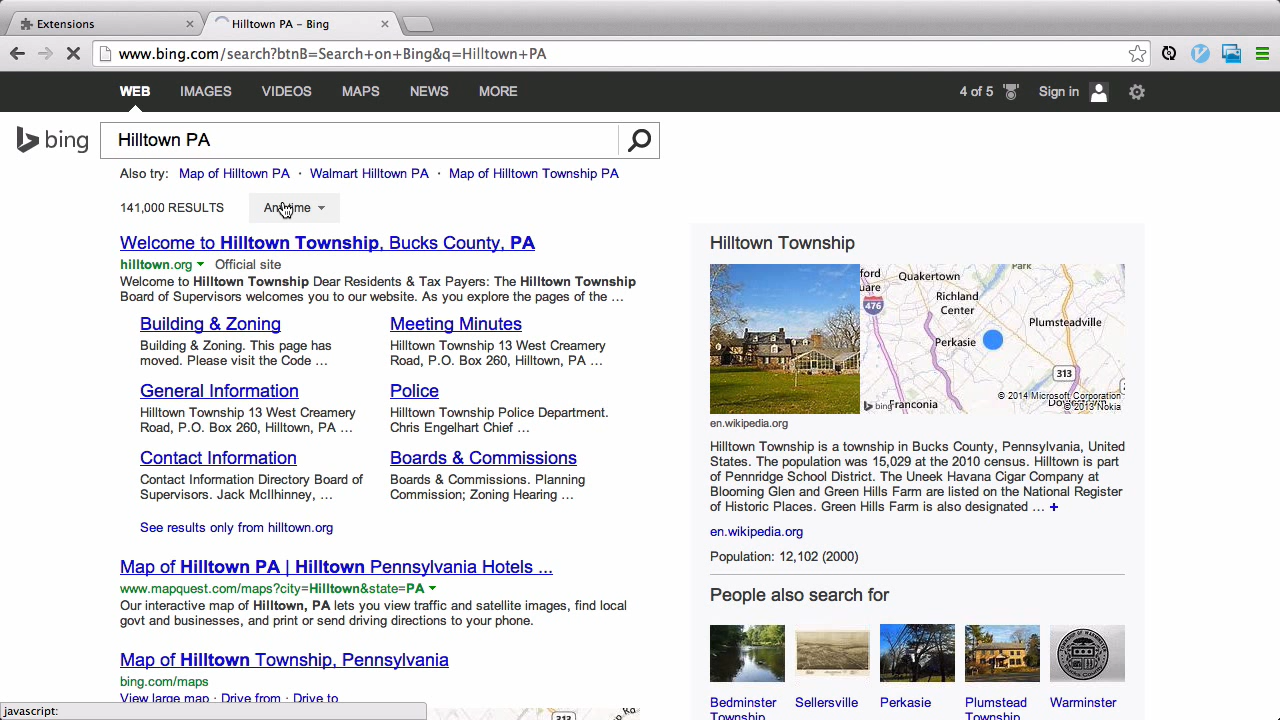 Extensions
Hilltown PA – Bing
www.bing.com/search?btnB=Search+on+Bing&q=Hilltown+PA
WEB IMAGES VIDEOS MAPS NEWS MORE 4 of 5 Sign in
bing Hilltown PA
Also try: Map of Hilltown PA · Walmart Hilltown PA · Map of Hilltown Township PA
141,000 RESULTS
Welcome to Hilltown Township, Bucks County, PA
hilltown.org Official site
Welcome to Hilltown Township Dear Residents & Tax Payers: The Hilltown Township
Board of Supervisors welcomes you to our website. As you explore the pages of the ...
Building & Zoning
Building & Zoning. This page has
moved. Please visit the Code ...
Meeting Minutes
Hilltown Township 13 West Creamery
Road, P.O. Box 260, Hilltown, PA ...
General Information
Hilltown Township 13 West Creamery
Road, P.O. Box 260, Hilltown, PA ...
Police
Hilltown Township Police Department.
Chris Engelhart Chief ...
Contact Information
Contact Information Directory Board of
Supervisors. Jack McIlhinney, ...
Boards & Commissions
Boards & Commissions. Planning
Commission; Zoning Hearing ...
See results only from hilltown.org
Map of Hilltown PA | Hilltown Pennsylvania Hotels ...
www.mapquest.com/maps?city=Hilltown&state=PA
Our interactive map of Hilltown, PA lets you view traffic and satellite images, find local
govt and businesses, and print or send driving directions to your phone.
Map of Hilltown Township, Pennsylvania
bing.com/maps
View large map · Drive from · Drive to
313
javascript:
Hilltown Township
Park
Quakertown
476
Richland
Center
Plumsteadville
Perkasie
313
© 2014 Microsoft Corporation
bing Franconia © 2013 Nokia
en.wikipedia.org
Hilltown Township is a township in Bucks County, Pennsylvania, United
States. The population was 15,029 at the 2010 census. Hilltown is part
of Pennridge School District. The Uneek Havana Cigar Company at
Blooming Glen and Green Hills Farm are listed on the National Register
of Historic Places. Green Hills Farm is also designated ... +
en.wikipedia.org
Population: 12,102 (2000)
People also search for
Bedminster
Township
Sellersville
Perkasie
Plumstead
Township
Warminster